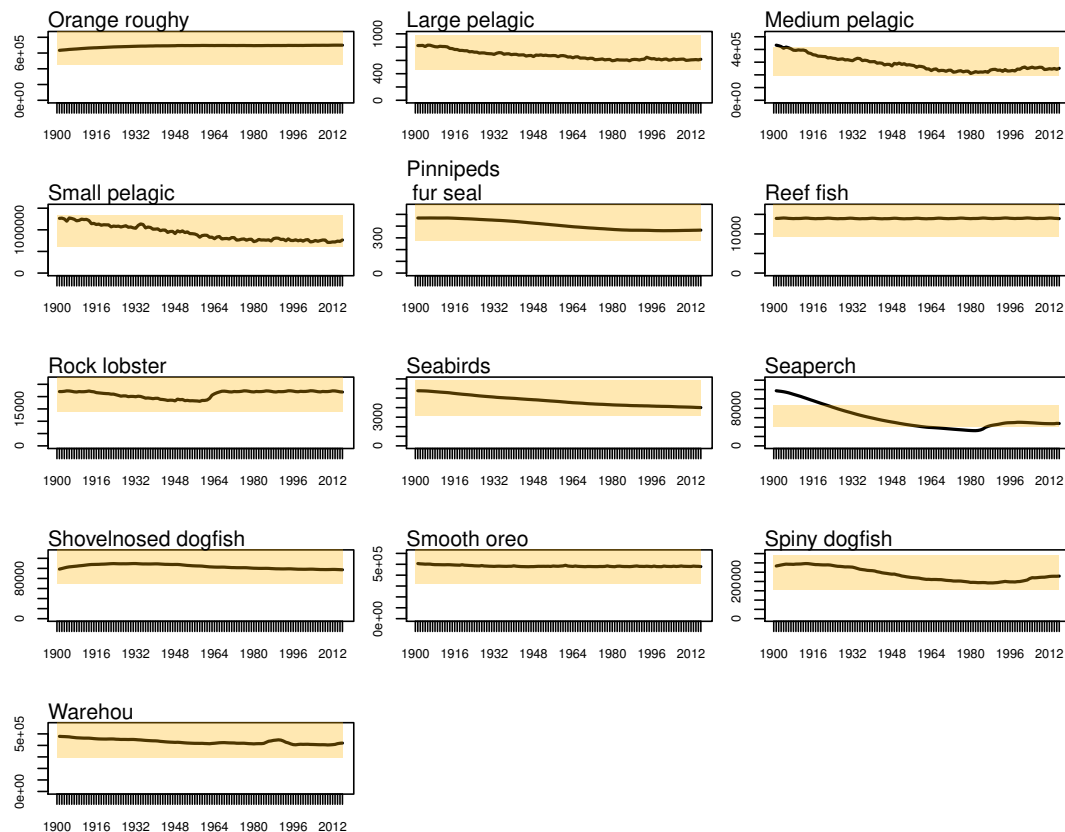 Orange roughy
0e+00 6e+05
1900 1916 1932 1948 1964 1980 1996 2012
Large pelagic
0 400 1000
1900 1916 1932 1948 1964 1980 1996 2012
Medium pelagic
0e+00 4e+05
1900 1916 1932 1948 1964 1980 1996 2012
Small pelagic
0 1000000
1900 1916 1932 1948 1964 1980 1996 2012
Pinnipeds
fur seal
0 300
1900 1916 1932 1948 1964 1980 1996 2012
Reef fish
0 10000
1900 1916 1932 1948 1964 1980 1996 2012
Rock lobster
0 15000
1900 1916 1932 1948 1964 1980 1996 2012
Seabirds
0 3000
1900 1916 1932 1948 1964 1980 1996 2012
Seaperch
0 80000
1900 1916 1932 1948 1964 1980 1996 2012
Shovelnosed dogfish
0 80000
1900 1916 1932 1948 1964 1980 1996 2012
Smooth oreo
0e+00 5e+05
1900 1916 1932 1948 1964 1980 1996 2012
Spiny dogfish
0 200000
1900 1916 1932 1948 1964 1980 1996 2012
Warehou
0e+00 5e+05
1900 1916 1932 1948 1964 1980 1996 2012